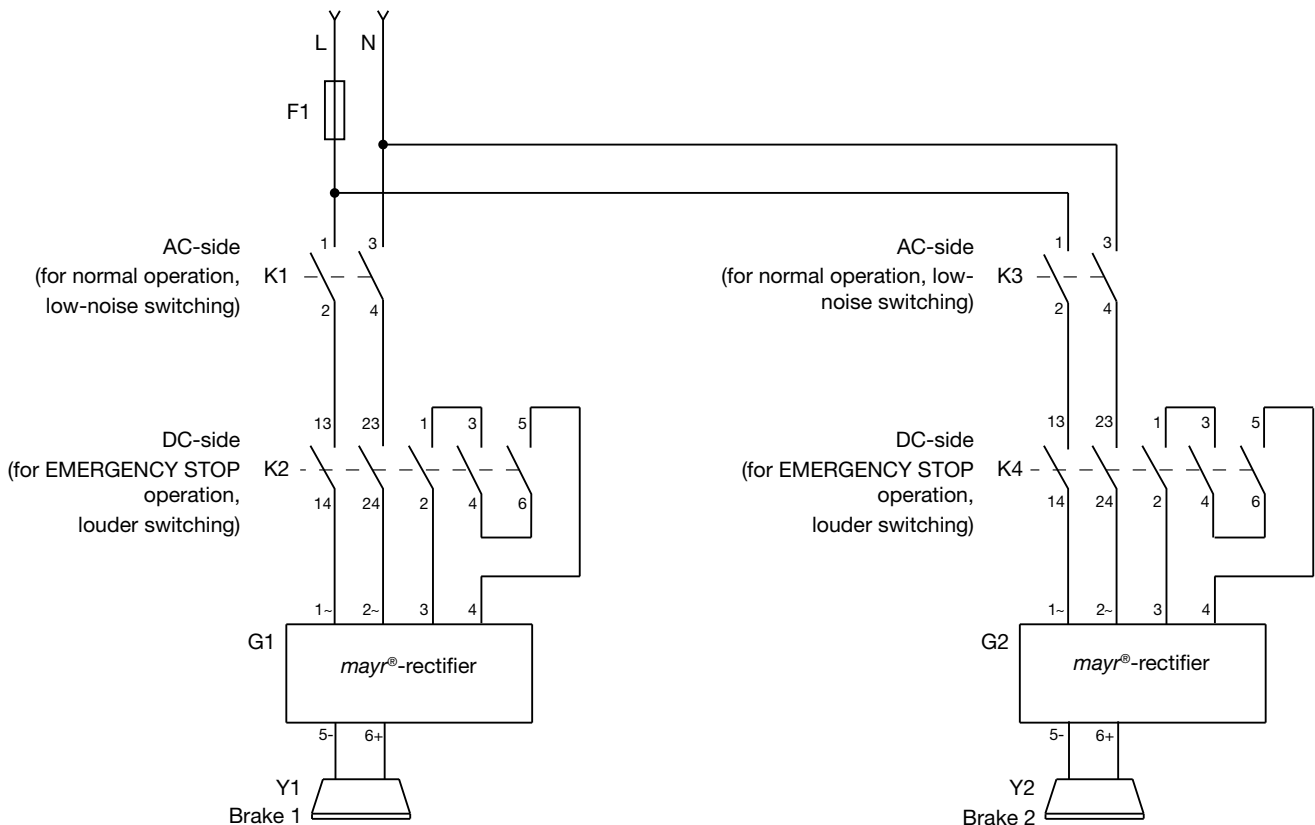 L N
F1
AC-side
(for normal operation,
low-noise switching)
K1
1 3
2 4
AC-side
(for normal operation, low-
noise switching)
K3
1 3
2 4
DC-side
(for EMERGENCY STOP
operation,
louder switching)
K2
13 23 1 3 5
14 24 2 4 6
DC-side
(for EMERGENCY STOP
operation,
louder switching)
K4
13 23 1 3 5
14 24 2 4 6
1~ 2~ 3 4
G1
mayr®-rectifier
5- 6+
Y1
Brake 1
1~ 2~ 3 4
G2
mayr®-rectifier
5- 6+
Y2
Brake 2